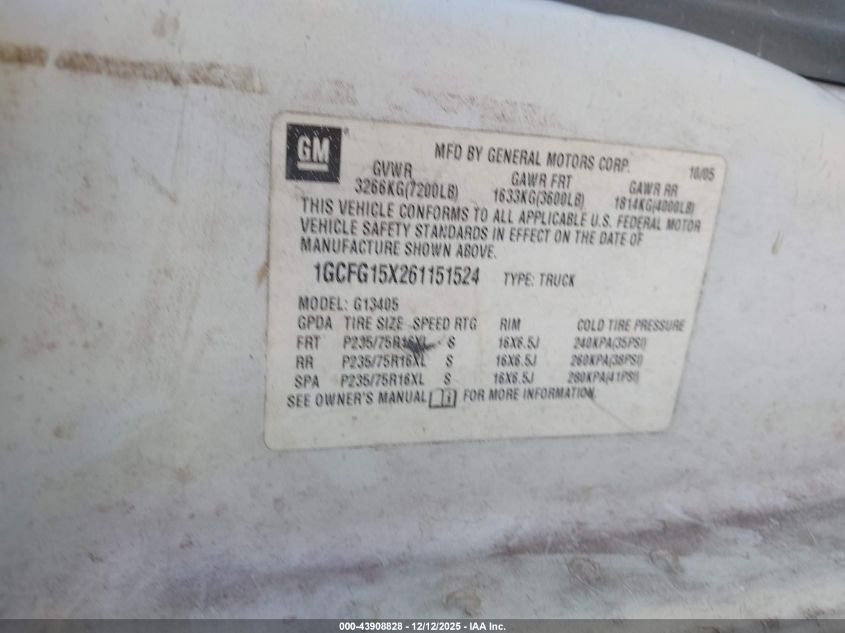 GM
MFD BY GENERAL MOTORS CORP. 10/05
GVWR GAWR FRT GAWR RR
3266KG(7200LB) 1633KG(3600LB) 1814KG(4000LB)
THIS VEHICLE CONFORMS TO ALL APPLICABLE U.S. FEDERAL MOTOR
VEHICLE SAFETY STANDARDS IN EFFECT ON THE DATE OF
MANUFACTURE SHOWN ABOVE.
1GCFG15X261151524 TYPE: TRUCK
MODEL: G13405
GPDA TIRE SIZE SPEED RTG RIM COLD TIRE PRESSURE
FRT P235/75R16XL S 16X6.5J 240KPA(35PSI)
RR P235/75R16XL S 16X6.5J 260KPA(38PSI)
SPA P235/75R16XL S 16X6.5J 280KPA(41PSI)
SEE OWNER'S MANUAL FOR MORE INFORMATION.
000-43908828 - 12/12/2025 - IAA Inc.